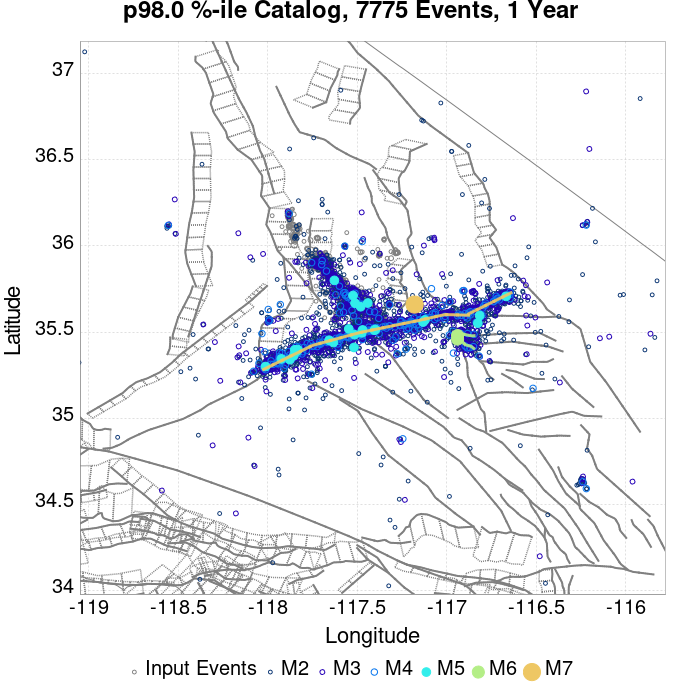 p98.0 %-ile Catalog, 7775 Events, 1 Year
37
36.5
36
35.5
35
34.5
34
Latitude
-119 -118.5 -118 -117.5 -117 -116.5 -116
Longitude
Input Events M2 M3 M4 M5 M6 M7